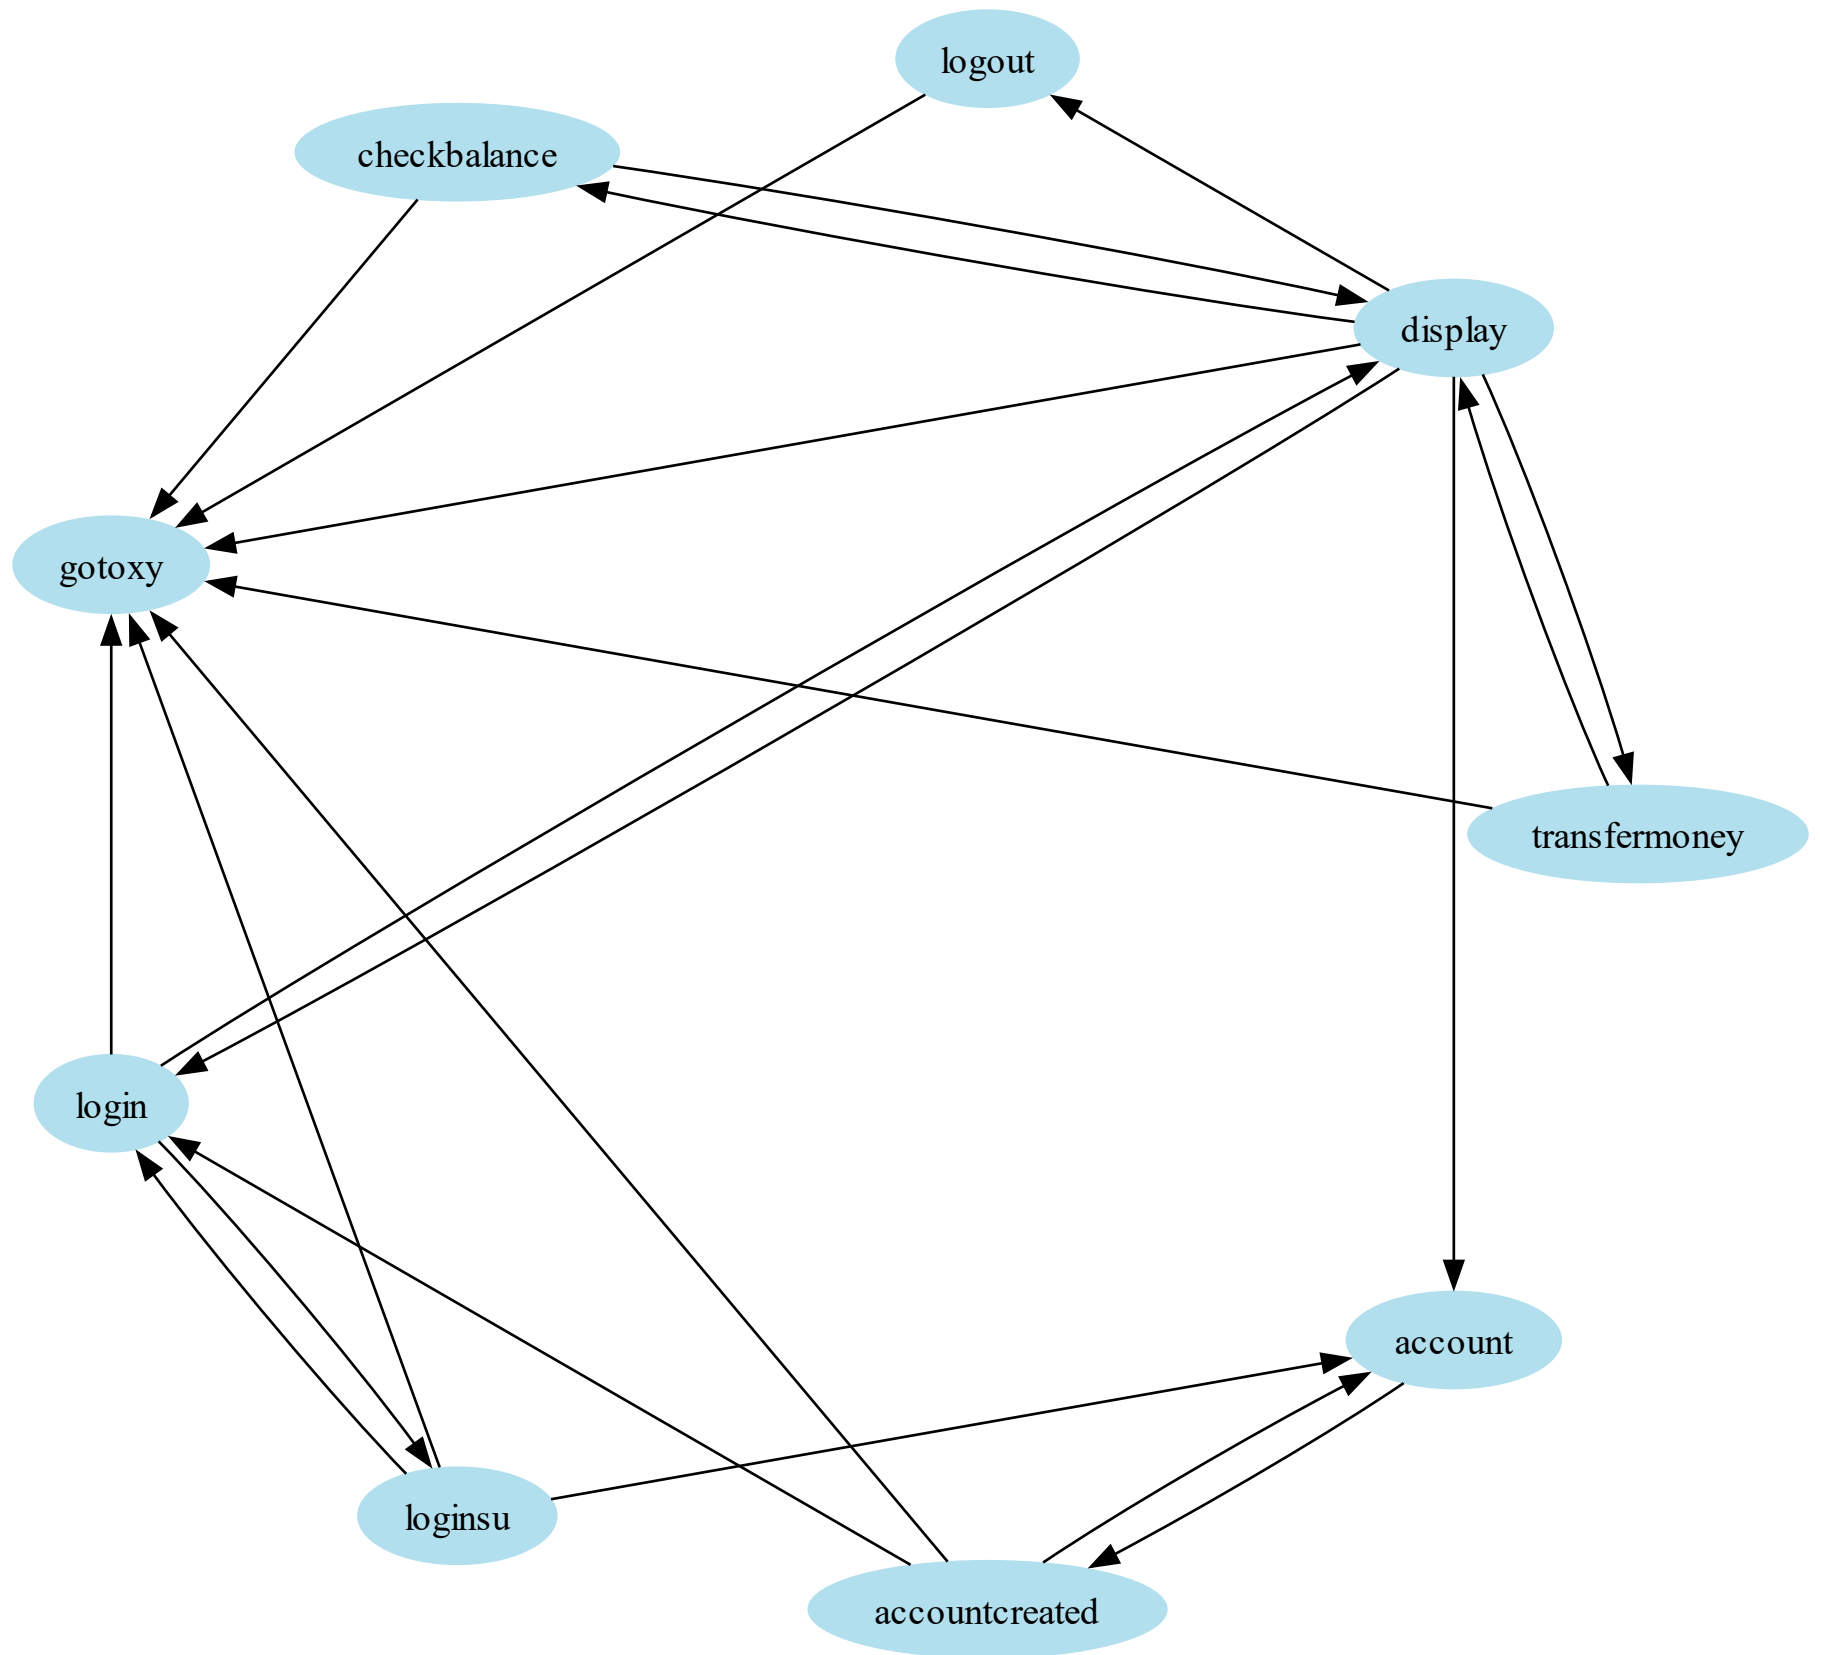 logout
checkbalance
display
gotoxy
transfermoney
login
account
loginsu
accountcreated